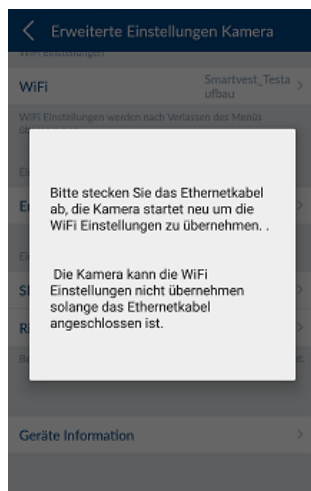 Erweiterte Einstellungen Kamera
WiFi Einstellungen
WiFi
Smartvest_Testa
ufbau
WiFi Einstellungen werden nach Verlassen des Menüs
Bitte stecken Sie das Ethernetkabel
ab, die Kamera startet neu um die
WiFi Einstellungen zu übernehmen. .
Die Kamera kann die WiFi
Einstellungen nicht übernehmen
solange das Ethernetkabel
angeschlossen ist.
Geräte Information